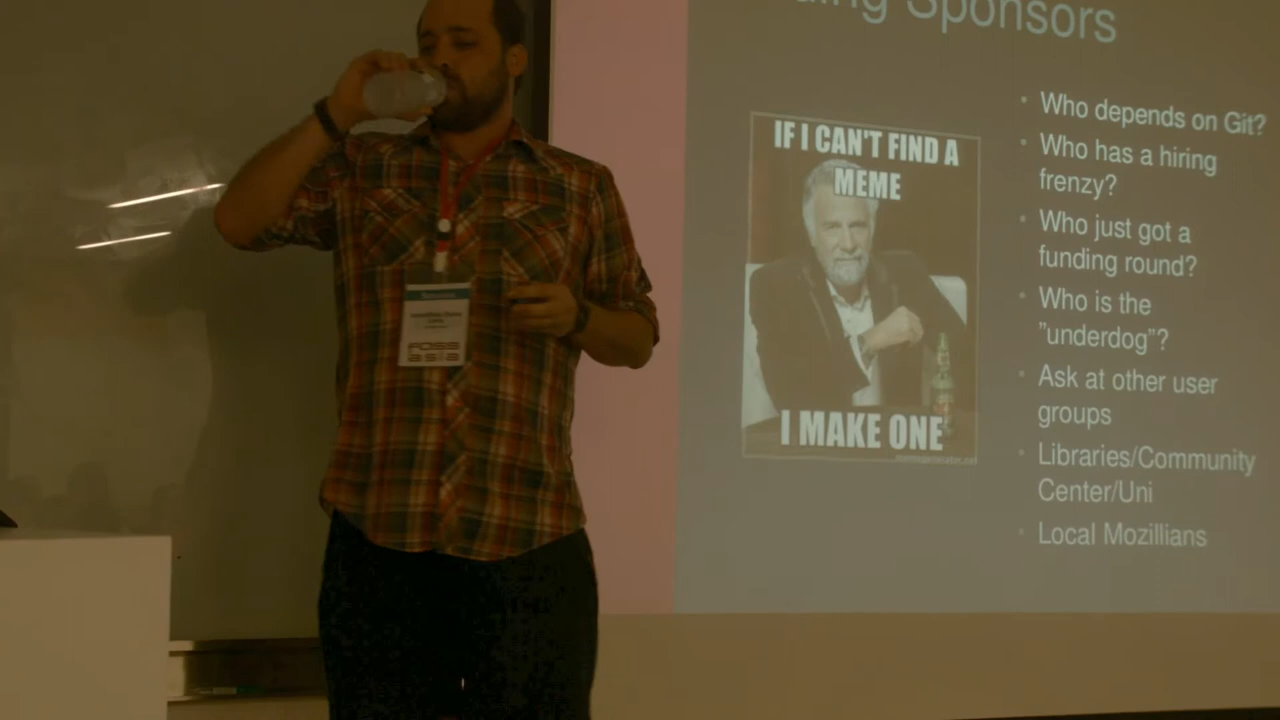 Sponsors
IF I CAN'T FIND A
MEME
I MAKE ONE
Who depends on Git?
Who has a hiring
frenzy?
Who just got a
funding round?
Who is the
"underdog"?
Ask at other user
groups
Libraries/Community
Center/Uni
Local Mozillians
FOSS
asia